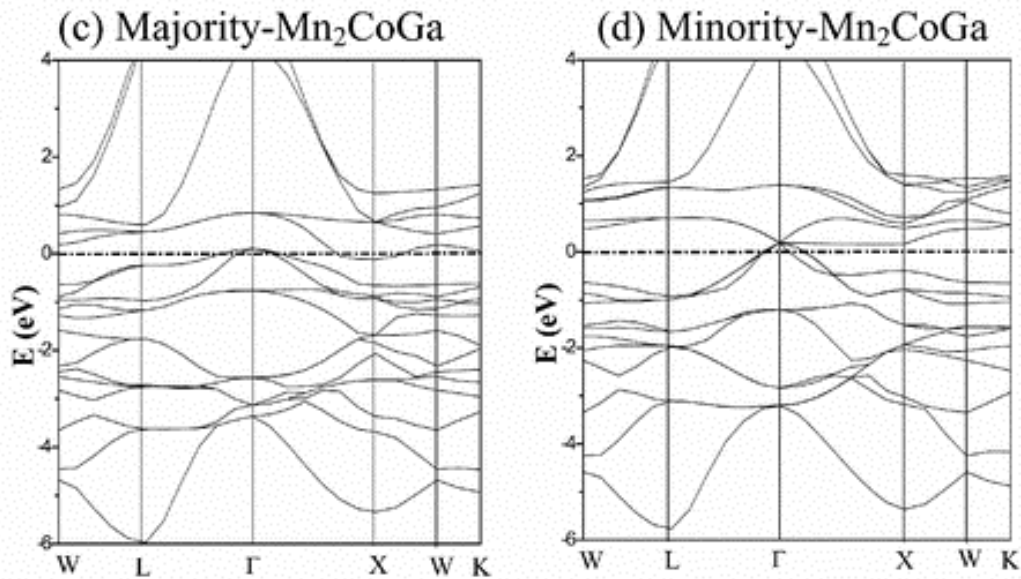 (c) Majority-Mn₂CoGa
(d) Minority-Mn₂CoGa
4
2
0
-2
-4
-6
E (eV)
W L Γ X W K
4
2
0
-2
-4
-6
E (eV)
W L Γ X W K